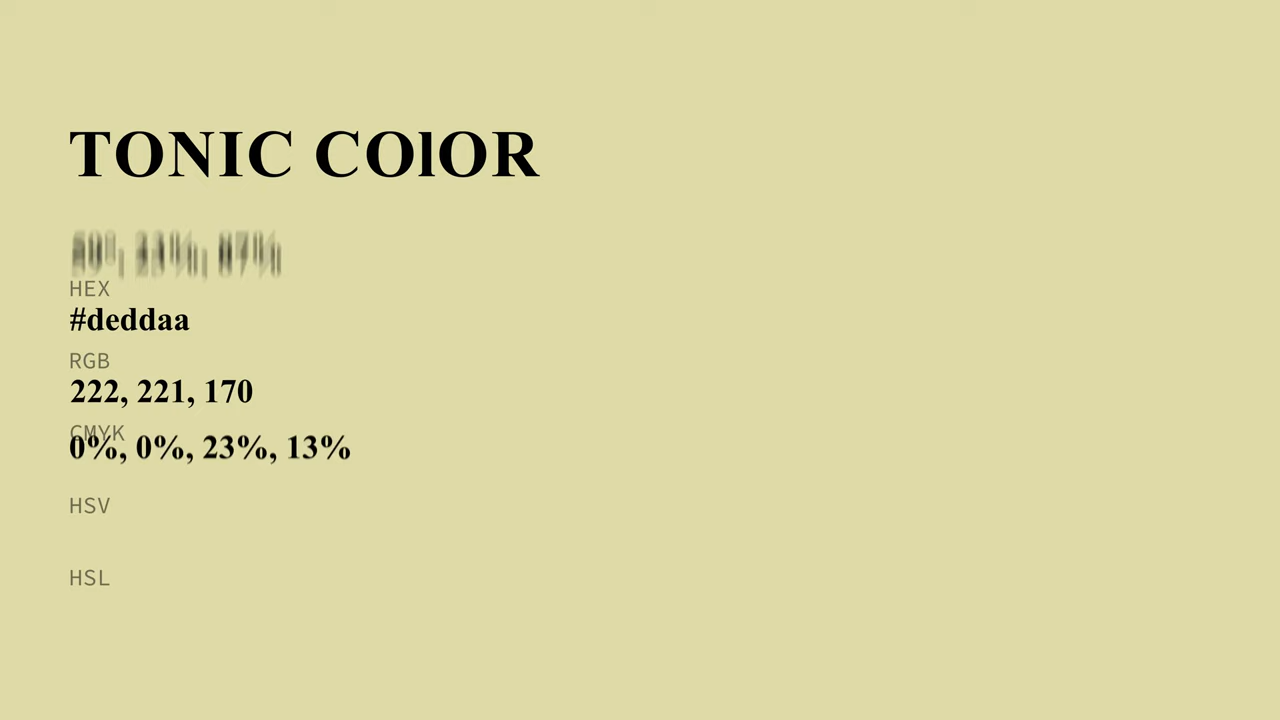 TONIC COlOR
HEX
#deddaa
RGB
222, 221, 170
CMYK
0%, 0%, 23%, 13%
HSV
HSL